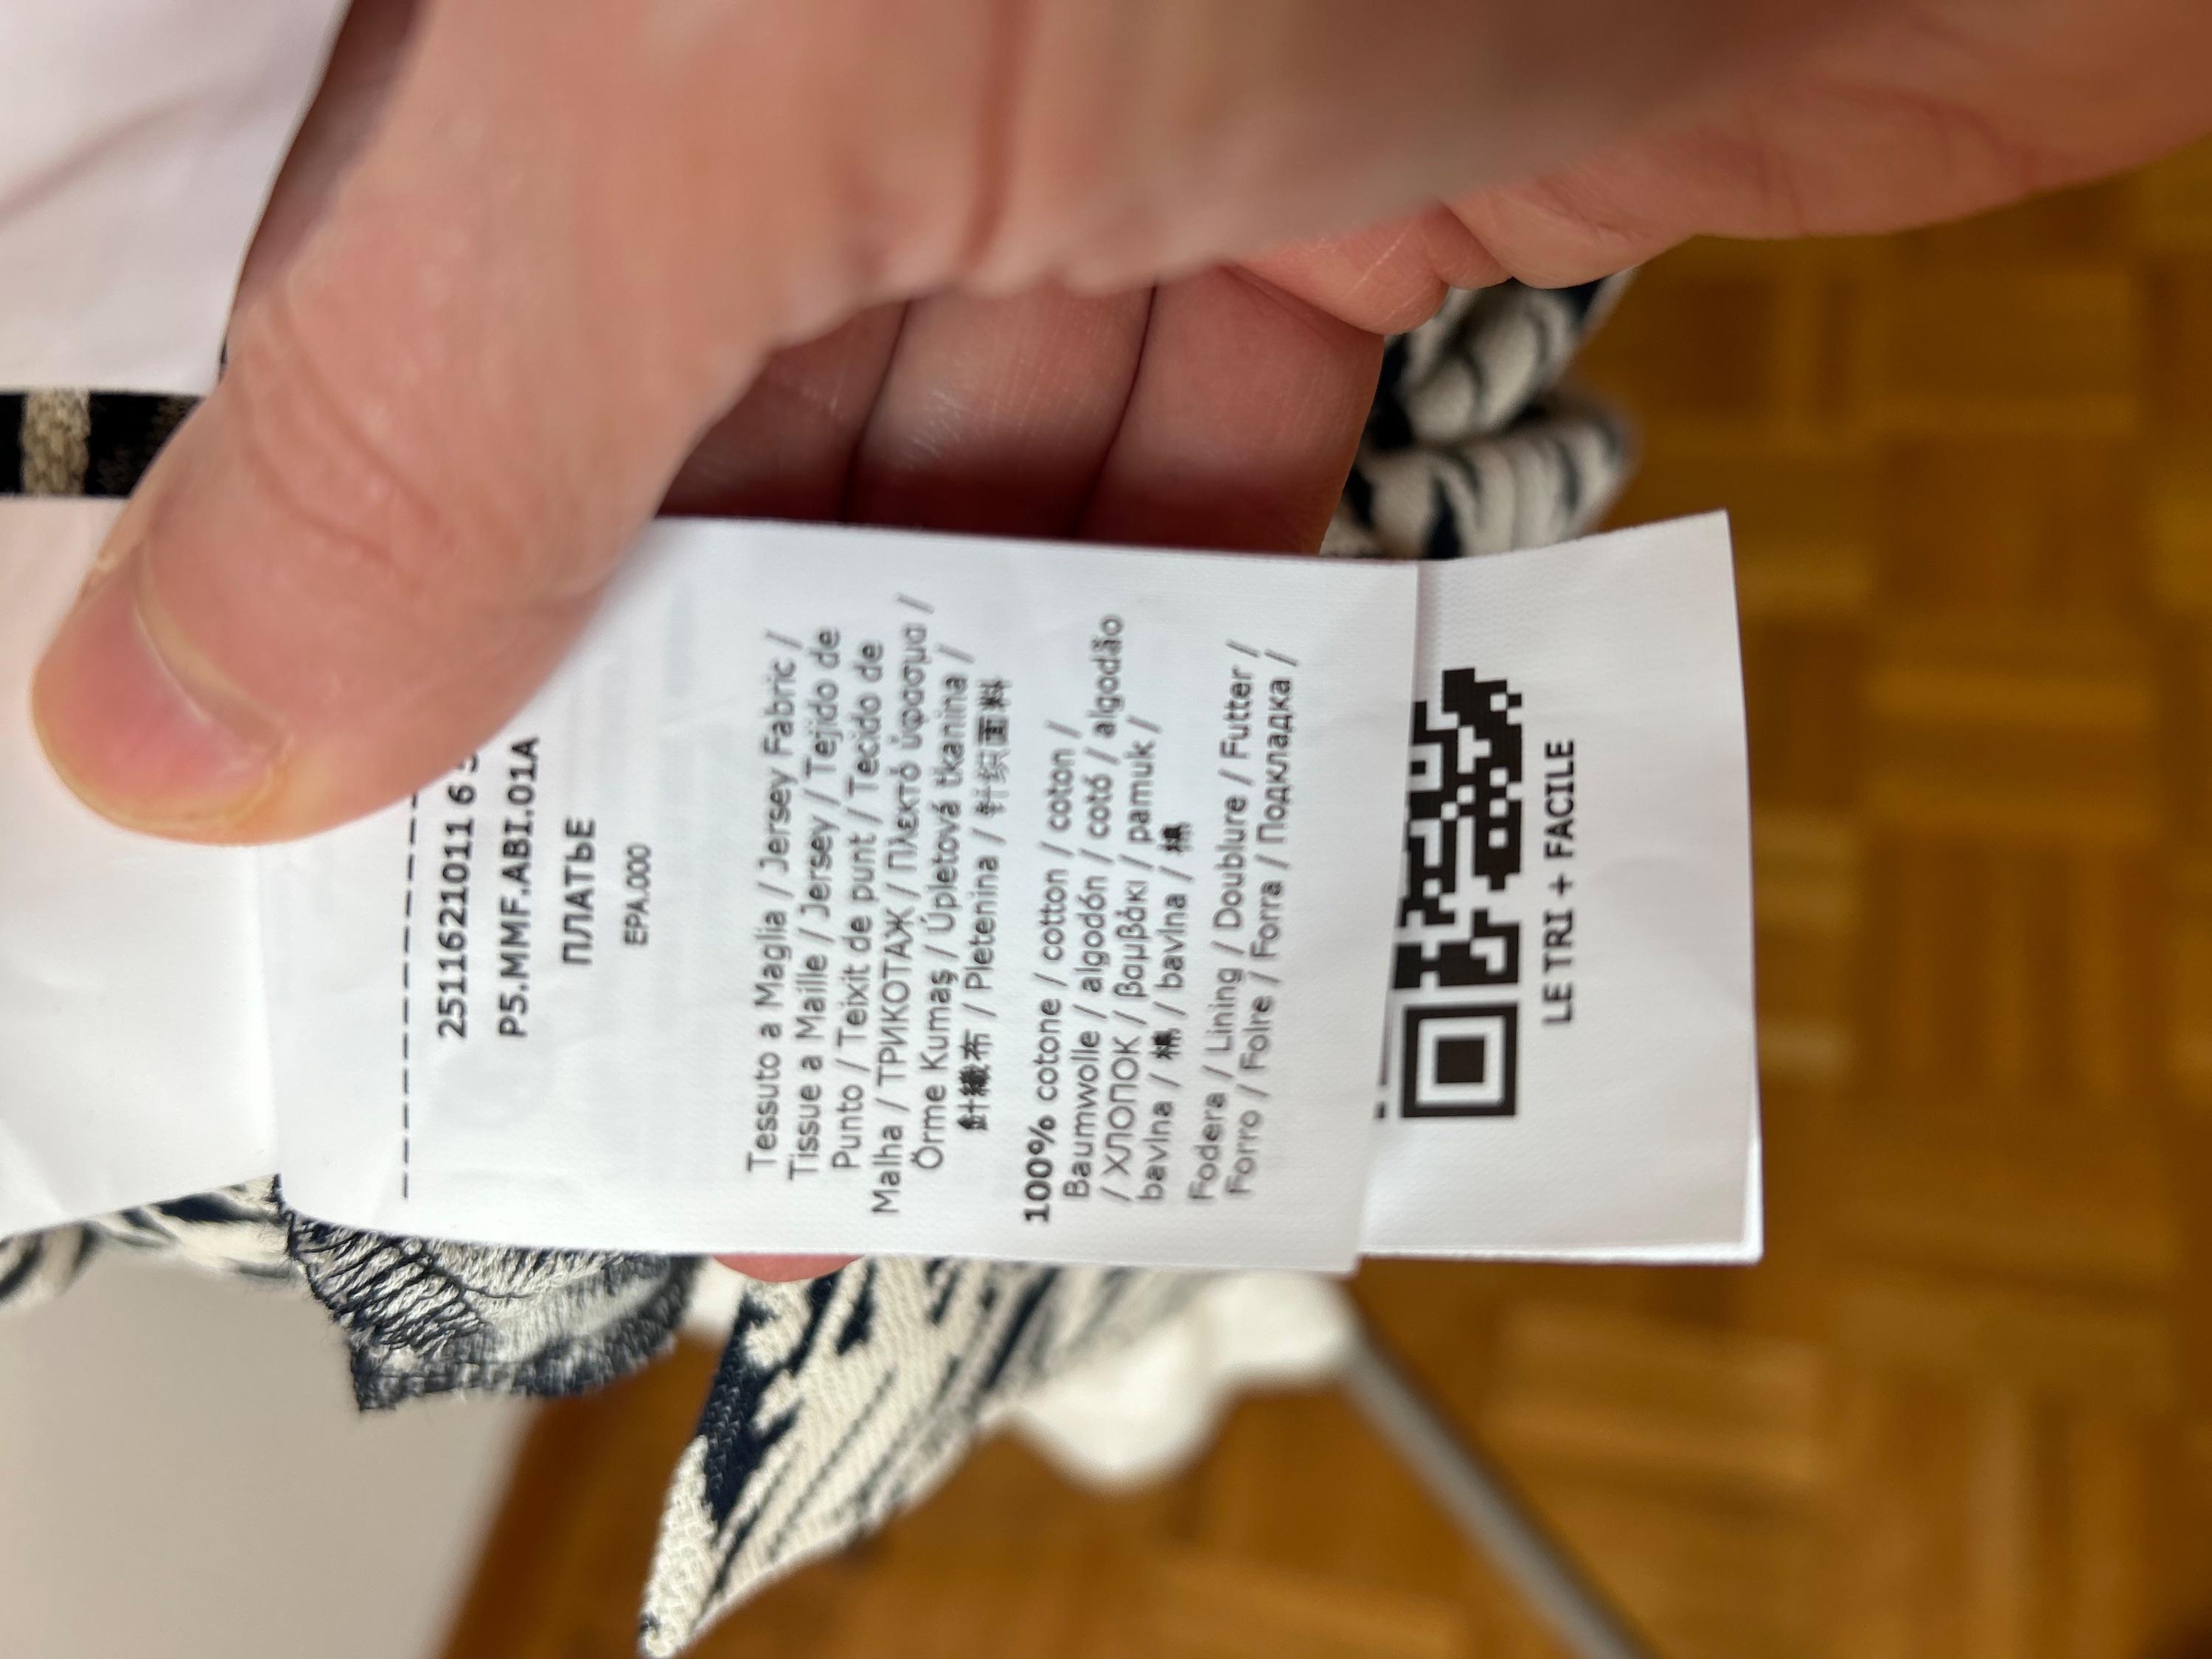 2511621011 6
P5.MMF.ABI.01A
ПЛАТЬЕ
EPA.000
Tessuto a Maglia / Jersey Fabric /
Tissue a Maille / Jersey / Tejido de
Punto / Teixit de punt / Tecido de
Malha / ТРИКОТАЖ / Πλεκτό ύφασμα /
Örme Kumaş / Úpletová tkanina /
針織布 / Pletenina / 针织面料
100% cotone / cotton / coton /
Baumwolle / algodón / cotó / algodão
/ ХЛОПОК / βαμβάκι / pamuk /
bavlna / 棉 / bavlna / 棉
Fodera / Lining / Doublure / Futter /
Forro / Folre / Forra / Подкладка /
LE TRI + FACILE